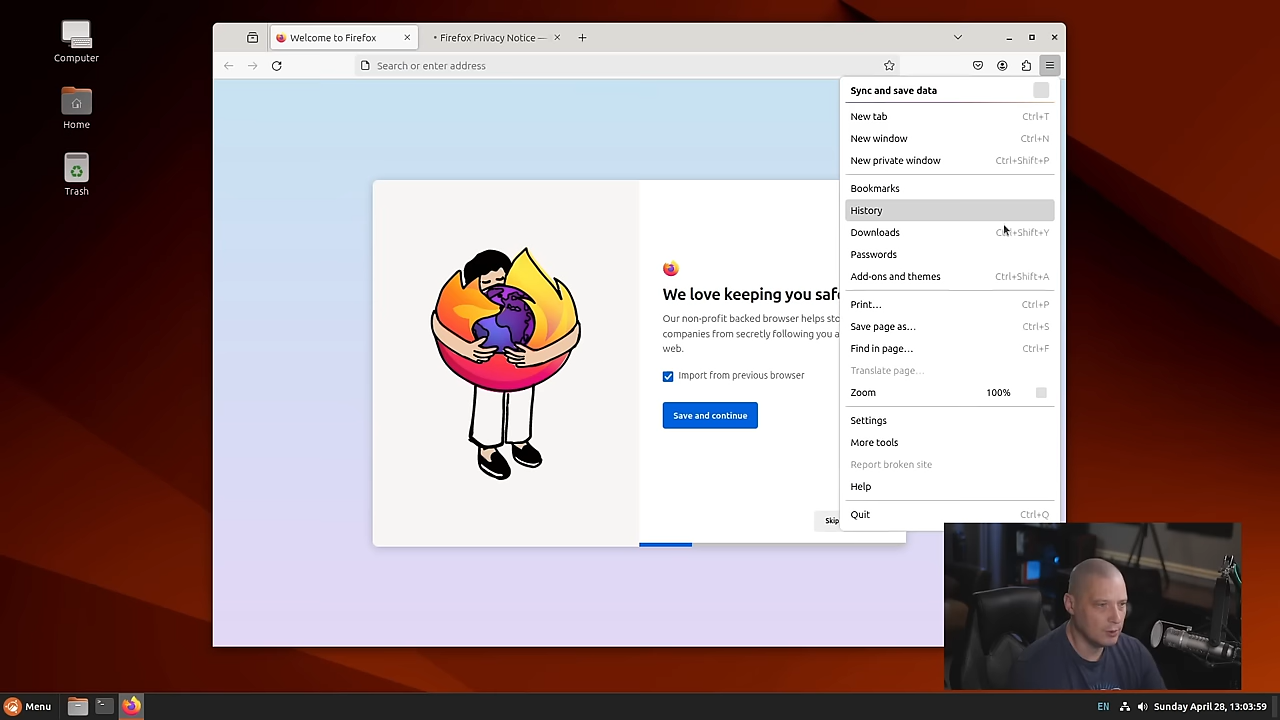 Computer
Home
Trash
Welcome to Firefox
Firefox Privacy Notice —
Search or enter address
Sync and save data
New tab Ctrl+T
New window Ctrl+N
New private window Ctrl+Shift+P
Bookmarks
History
Downloads Ctrl+Shift+Y
Passwords
Add-ons and themes Ctrl+Shift+A
Print… Ctrl+P
Save page as… Ctrl+S
Find in page… Ctrl+F
Translate page…
Zoom 100%
Settings
More tools
Report broken site
Help
Quit Ctrl+Q
We love keeping you safe
Our non-profit backed browser helps sto
companies from secretly following you a
web.
Import from previous browser
Save and continue
Skip
Menu
EN
Sunday April 28, 13:03:59